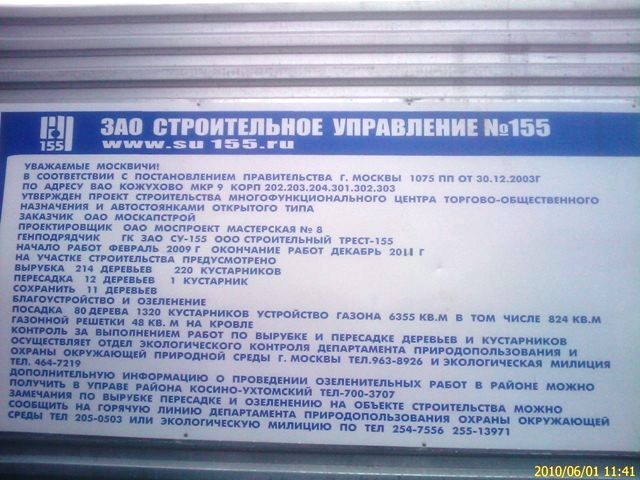 155
ЗАО СТРОИТЕЛЬНОЕ УПРАВЛЕНИЕ №155
www.su 155.ru
УВАЖАЕМЫЕ МОСКВИЧИ!
В СООТВЕТСТВИИ С ПОСТАНОВЛЕНИЕМ ПРАВИТЕЛЬСТВА Г. МОСКВЫ 1075 ПП ОТ 30.12.2003Г
ПО АДРЕСУ ВАО КОЖУХОВО МКР 9 КОРП 202.203.204.301.302.303
УТВЕРЖДЕН ПРОЕКТ СТРОИТЕЛЬСТВА МНОГОФУНКЦИОНАЛЬНОГО ЦЕНТРА ТОРГОВО-ОБЩЕСТВЕННОГО
НАЗНАЧЕНИЯ И АВТОСТОЯНКАМИ ОТКРЫТОГО ТИПА
ЗАКАЗЧИК ОАО МОСКАПСТРОЙ
ПРОЕКТИРОВЩИК ОАО МОСПРОЕКТ МАСТЕРСКАЯ № 8
ГЕНПОДРЯДЧИК ГК ЗАО СУ-155 ООО СТРОИТЕЛЬНЫЙ ТРЕСТ-155
НАЧАЛО РАБОТ ФЕВРАЛЬ 2009 Г ОКОНЧАНИЕ РАБОТ ДЕКАБРЬ 2011 Г
НА УЧАСТКЕ СТРОИТЕЛЬСТВА ПРЕДУСМОТРЕНО
ВЫРУБКА 214 ДЕРЕВЬЕВ 220 КУСТАРНИКОВ
ПЕРЕСАДКА 12 ДЕРЕВЬЕВ 1 КУСТАРНИК
СОХРАНИТЬ 11 ДЕРЕВЬЕВ
БЛАГОУСТРОЙСТВО И ОЗЕЛЕНЕНИЕ
ПОСАДКА 80 ДЕРЕВА 1320 КУСТАРНИКОВ УСТРОЙСТВО ГАЗОНА 6355 КВ.М В ТОМ ЧИСЛЕ 824 КВ.М
ГАЗОННОЙ РЕШЕТКИ 48 КВ.М НА КРОВЛЕ
КОНТРОЛЬ ЗА ВЫПОЛНЕНИЕМ РАБОТ ПО ВЫРУБКЕ И ПЕРЕСАДКЕ ДЕРЕВЬЕВ И КУСТАРНИКОВ
ОСУЩЕСТВЛЯЕТ ОТДЕЛ ЭКОЛОГИЧЕСКОГО КОНТРОЛЯ ДЕПАРТАМЕНТА ПРИРОДОПОЛЬЗОВАНИЯ И
ОХРАНЫ ОКРУЖАЮЩЕЙ ПРИРОДНОЙ СРЕДЫ Г. МОСКВЫ ТЕЛ.963-8926 И ЭКОЛОГИЧЕСКАЯ МИЛИЦИЯ
ТЕЛ. 464-7219
ДОПОЛНИТЕЛЬНУЮ ИНФОРМАЦИЮ О ПРОВЕДЕНИИ ОЗЕЛЕНИТЕЛЬНЫХ РАБОТ В РАЙОНЕ МОЖНО
ПОЛУЧИТЬ В УПРАВЕ РАЙОНА КОСИНО-УХТОМСКИЙ ТЕЛ-700-3707
ЗАМЕЧАНИЯ ПО ВЫРУБКЕ ПЕРЕСАДКЕ И ОЗЕЛЕНЕНИЮ НА ОБЪЕКТЕ СТРОИТЕЛЬСТВА МОЖНО
СООБЩИТЬ НА ГОРЯЧУЮ ЛИНИЮ ДЕПАРТАМЕНТА ПРИРОДОПОЛЬЗОВАНИЯ ОХРАНЫ ОКРУЖАЮЩЕЙ
СРЕДЫ ТЕЛ 205-0503 ИЛИ ЭКОЛОГИЧЕСКУЮ МИЛИЦИЮ ПО ТЕЛ 254-7556 255-13971
2010/06/01 11:41